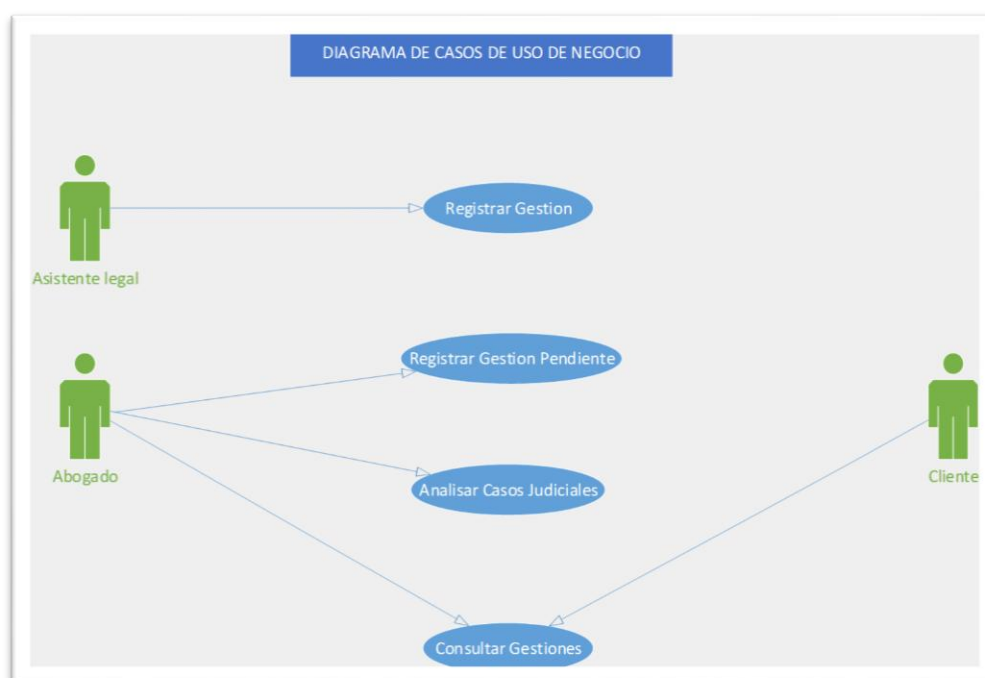 DIAGRAMA DE CASOS DE USO DE NEGOCIO
Registrar Gestion
Asistente legal
Registrar Gestion Pendiente
Abogado
Cliente
Analisar Casos Judiciales
Consultar Gestiones